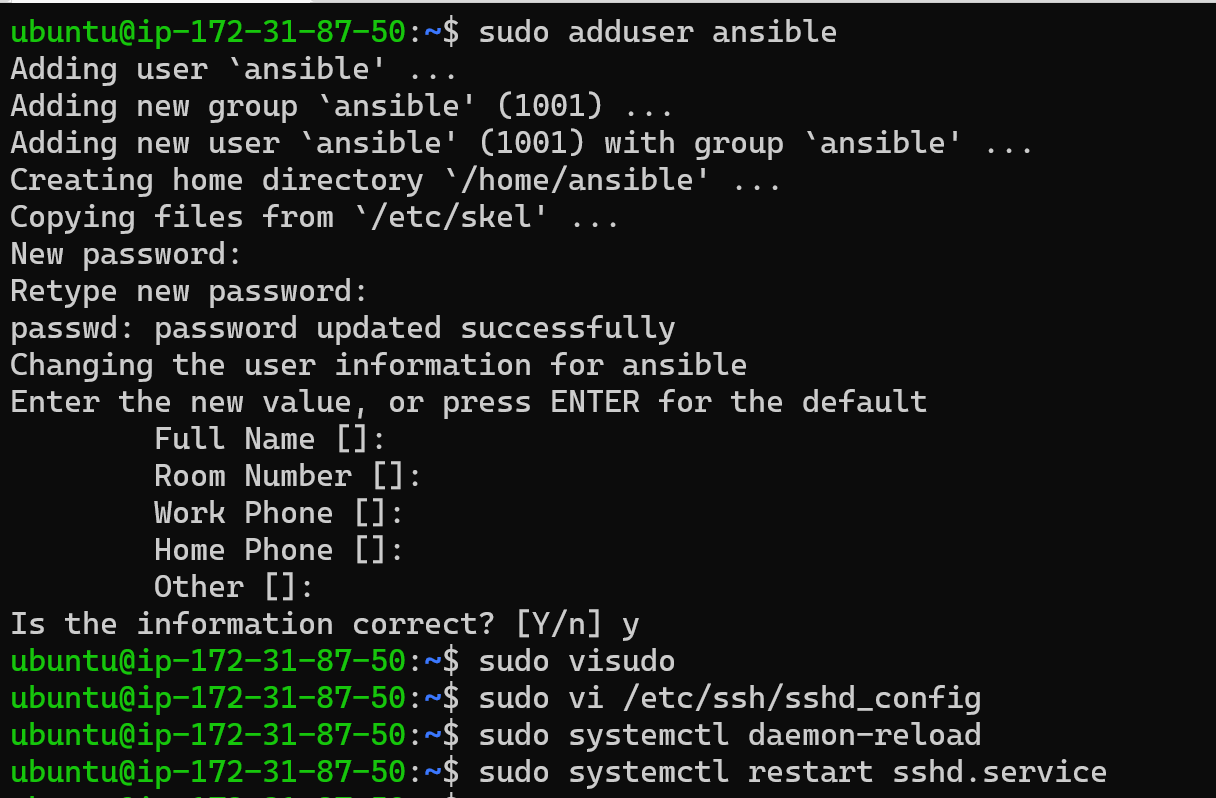 ubuntu@ip-172-31-87-50:~$ sudo adduser ansible
Adding user `ansible' ...
Adding new group `ansible' (1001) ...
Adding new user `ansible' (1001) with group `ansible' ...
Creating home directory `/home/ansible' ...
Copying files from `/etc/skel' ...
New password:
Retype new password:
passwd: password updated successfully
Changing the user information for ansible
Enter the new value, or press ENTER for the default
        Full Name []:
        Room Number []:
        Work Phone []:
        Home Phone []:
        Other []:
Is the information correct? [Y/n] y
ubuntu@ip-172-31-87-50:~$ sudo visudo
ubuntu@ip-172-31-87-50:~$ sudo vi /etc/ssh/sshd_config
ubuntu@ip-172-31-87-50:~$ sudo systemctl daemon-reload
ubuntu@ip-172-31-87-50:~$ sudo systemctl restart sshd.service